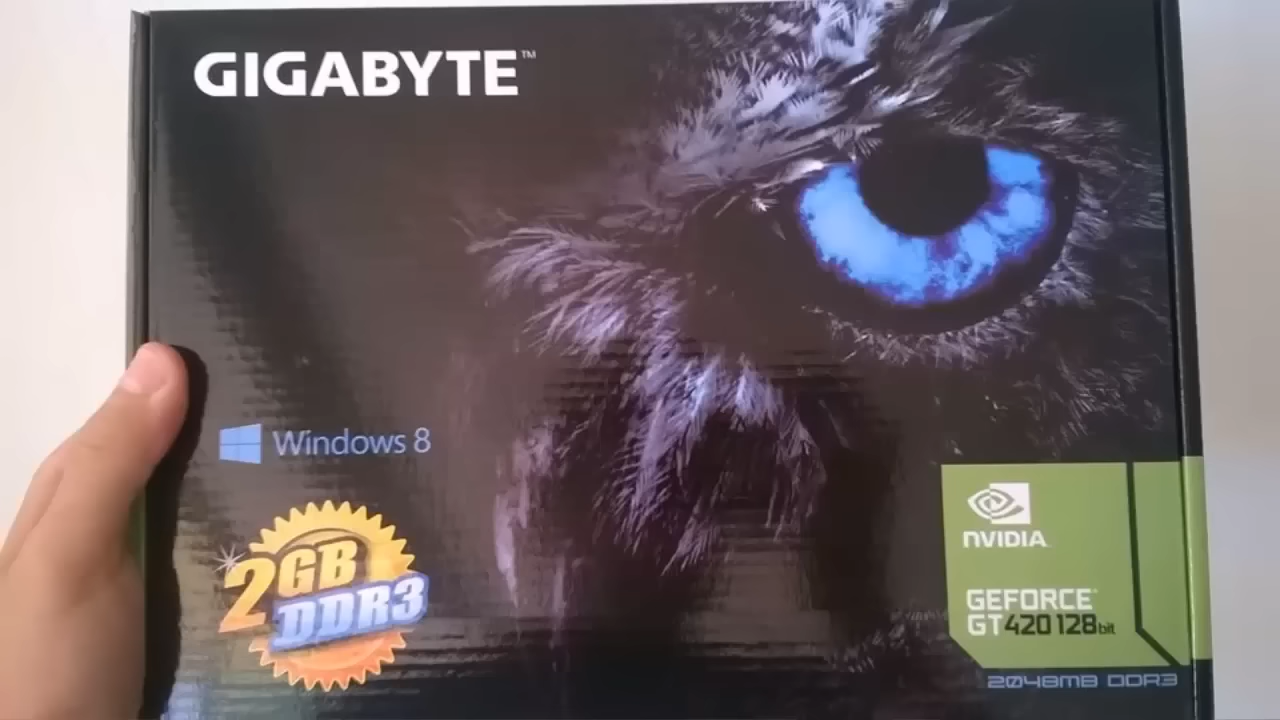 GIGABYTE™
Windows 8
2GB
DDR3
NVIDIA
GEFORCE
GT 420 128bit
2048MB DDR3